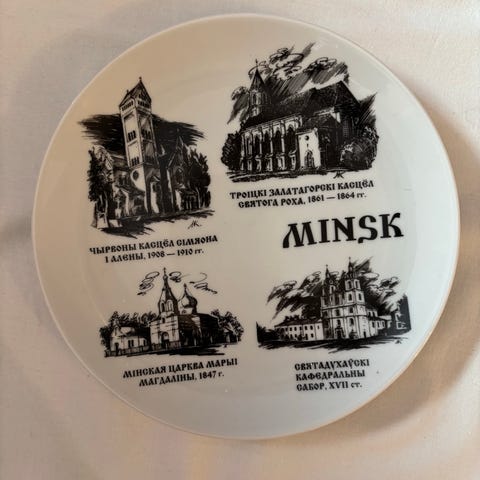 ТРОІЦКІ ЗАЛАТАГОРСКІ КАСЦЁЛ
СВЯТОГА РОХА, 1861 — 1864 гг.
ЧЫРВОНЫ КАСЦЁЛ СІМЯОНА
І АЛЕНЫ, 1908 — 1910 гг.
MINSK
МІНСКАЯ ЦАРКВА МАРЫІ
МАГДАЛІНЫ, 1847 г.
СВЯТАДУХАЎСКІ
КАФЕДРАЛЬНЫ
САБОР, XVII ст.